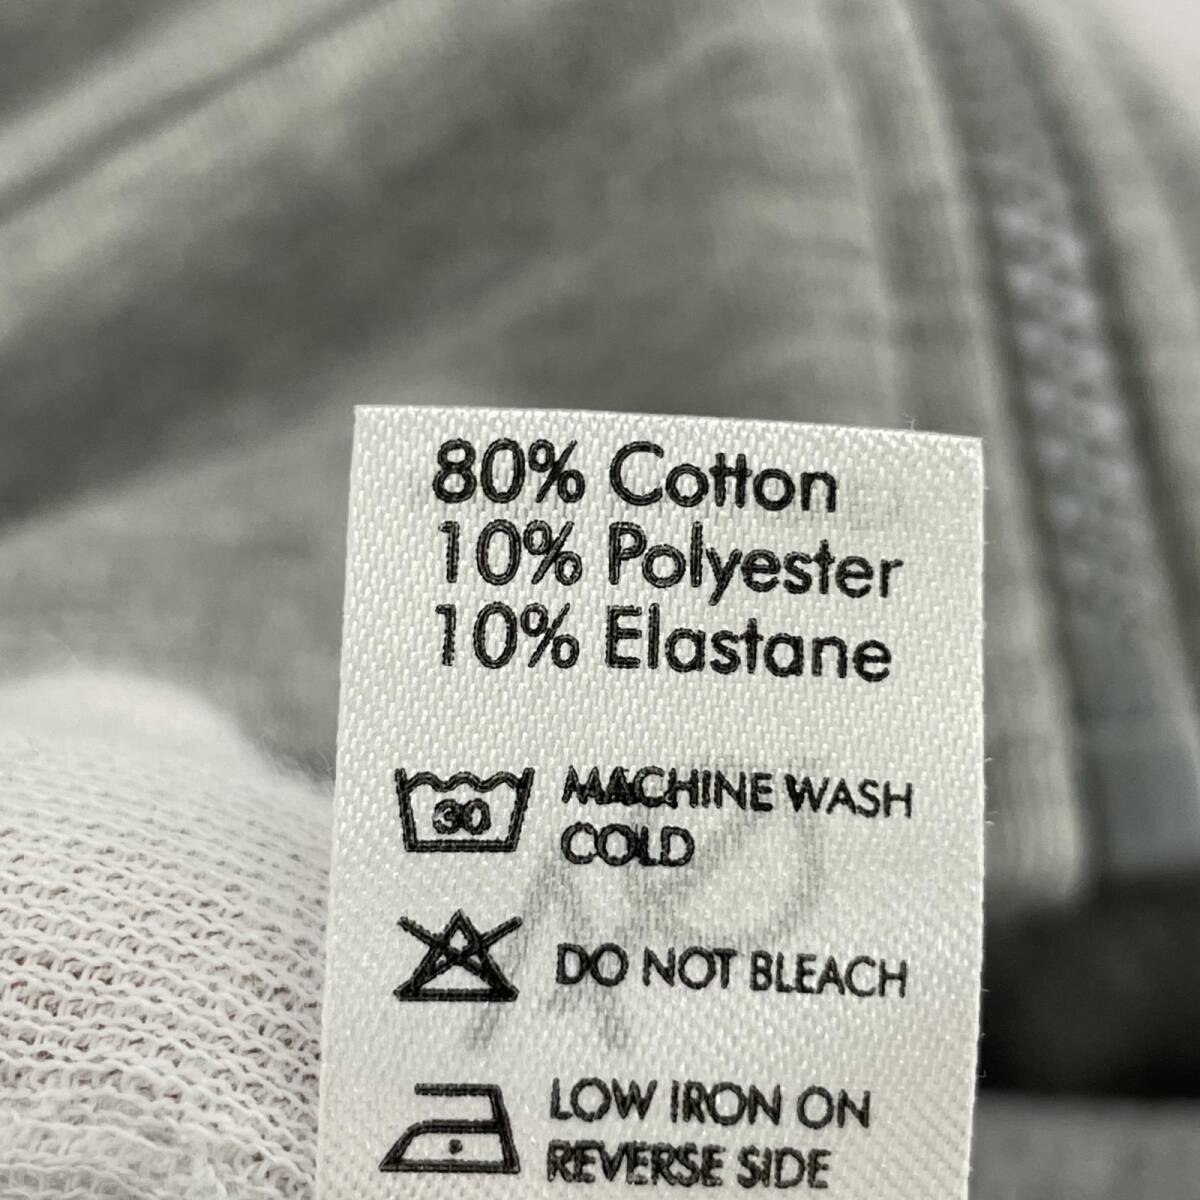 80% Cotton
10% Polyester
10% Elastane
30 MACHINE WASH
COLD
DO NOT BLEACH
LOW IRON ON
REVERSE SIDE